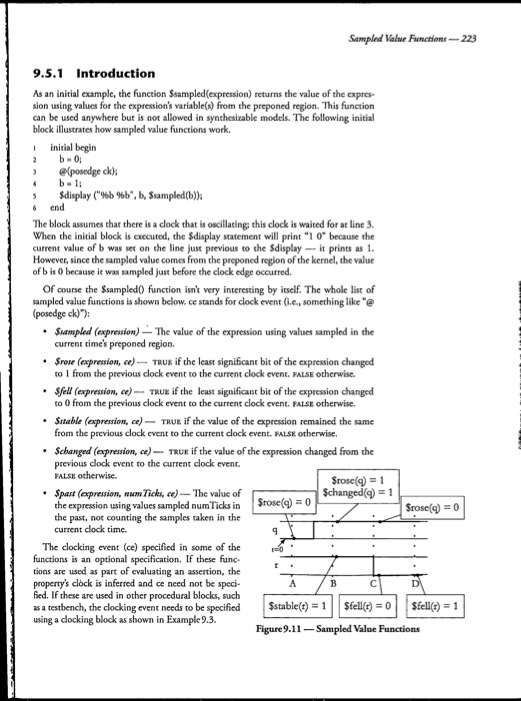 Sampled Value Functions — 223
9.5.1 Introduction
As an initial example, the function $sampled(expression) returns the value of the expres-
sion using values for the expression's variable(s) from the preponed region. This function
can be used anywhere but is not allowed in synthesizable models. The following initial
block illustrates how sampled value functions work.
1 initial begin
2 b = 0;
3 @(posedge ck);
4 b = 1;
5 $display ("%b %b", b, $sampled(b));
6 end
The block assumes that there is a clock that is oscillating; this clock is waited for at line 3.
When the initial block is executed, the $display statement will print "1 0" because the
current value of b was set on the line just previous to the $display — it prints as 1.
However, since the sampled value comes from the preponed region of the kernel, the value
of b is 0 because it was sampled just before the clock edge occurred.
Of course the $sampled() function isn't very interesting by itself. The whole list of
sampled value functions is shown below. ce stands for clock event (i.e., something like "@
(posedge ck)"):
• $sampled (expression) — The value of the expression using values sampled in the
current time's preponed region.
• $rose (expression, ce) — TRUE if the least significant bit of the expression changed
to 1 from the previous clock event to the current clock event. FALSE otherwise.
• $fell (expression, ce) — TRUE if the least significant bit of the expression changed
to 0 from the previous clock event to the current clock event. FALSE otherwise.
• $stable (expression, ce) — TRUE if the value of the expression remained the same
from the previous clock event to the current clock event. FALSE otherwise.
• $changed (expression, ce) — TRUE if the value of the expression changed from the
previous clock event to the current clock event.
FALSE otherwise.
• $past (expression, numTicks, ce) — The value of
the expression using values sampled numTicks in
the past, not counting the samples taken in the
current clock time.
The clocking event (ce) specified in some of the
functions is an optional specification. If these func-
tions are used as part of evaluating an assertion, the
property's clock is inferred and ce need not be speci-
fied. If these are used in other procedural blocks, such
as a testbench, the clocking event needs to be specified
using a clocking block as shown in Example 9.3.
$rose(q) = 1
$changed(q) = 1
$rose(q) = 0
$rose(q) = 0
q
t=0
r
A B C D
$stable(r) = 1 $fell(r) = 0 $fell(r) = 1
Figure 9.11 — Sampled Value Functions